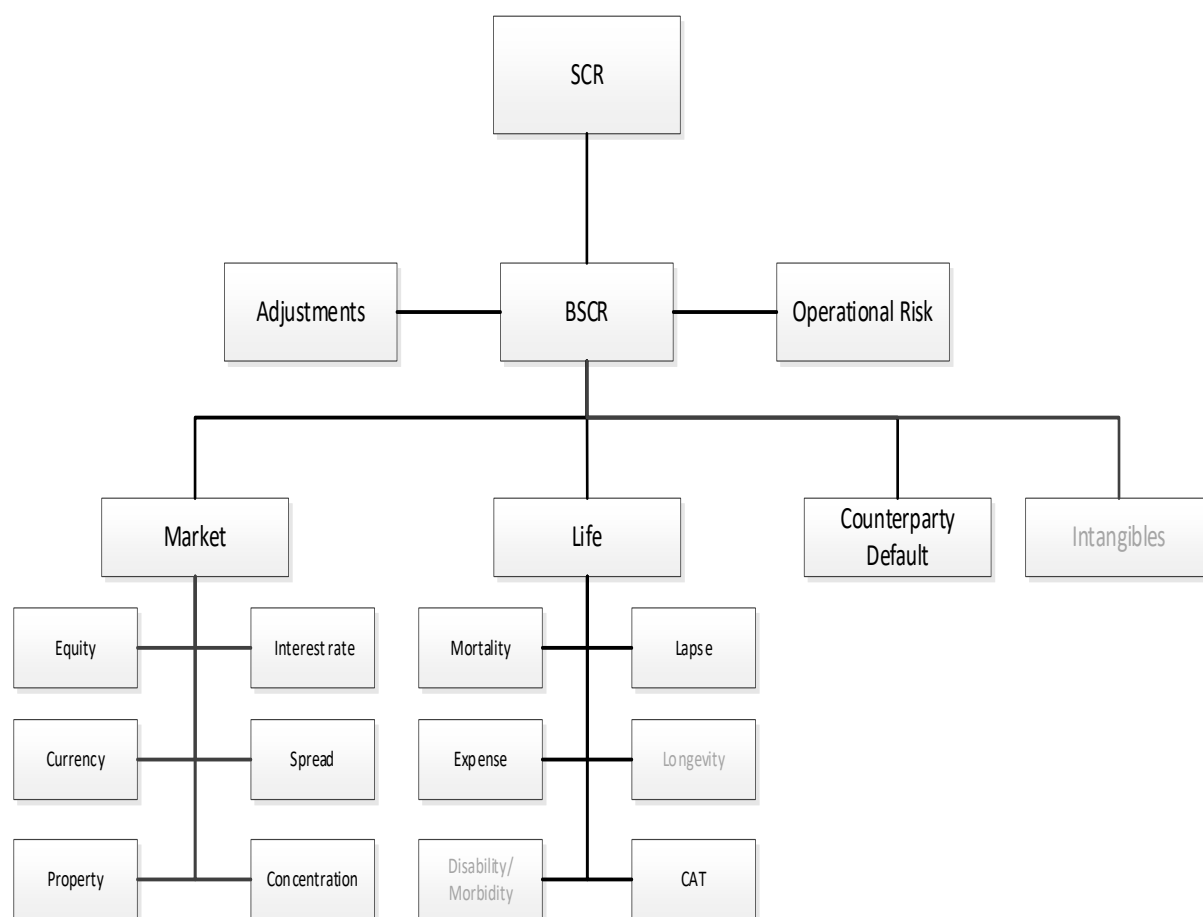 SCR
Adjustments
BSCR
Operational Risk
Market
Life
Counterparty
Default
Intangibles
Equity
Interest rate
Mortality
Lapse
Currency
Spread
Expense
Longevity
Property
Concentration
Disability/
Morbidity
CAT